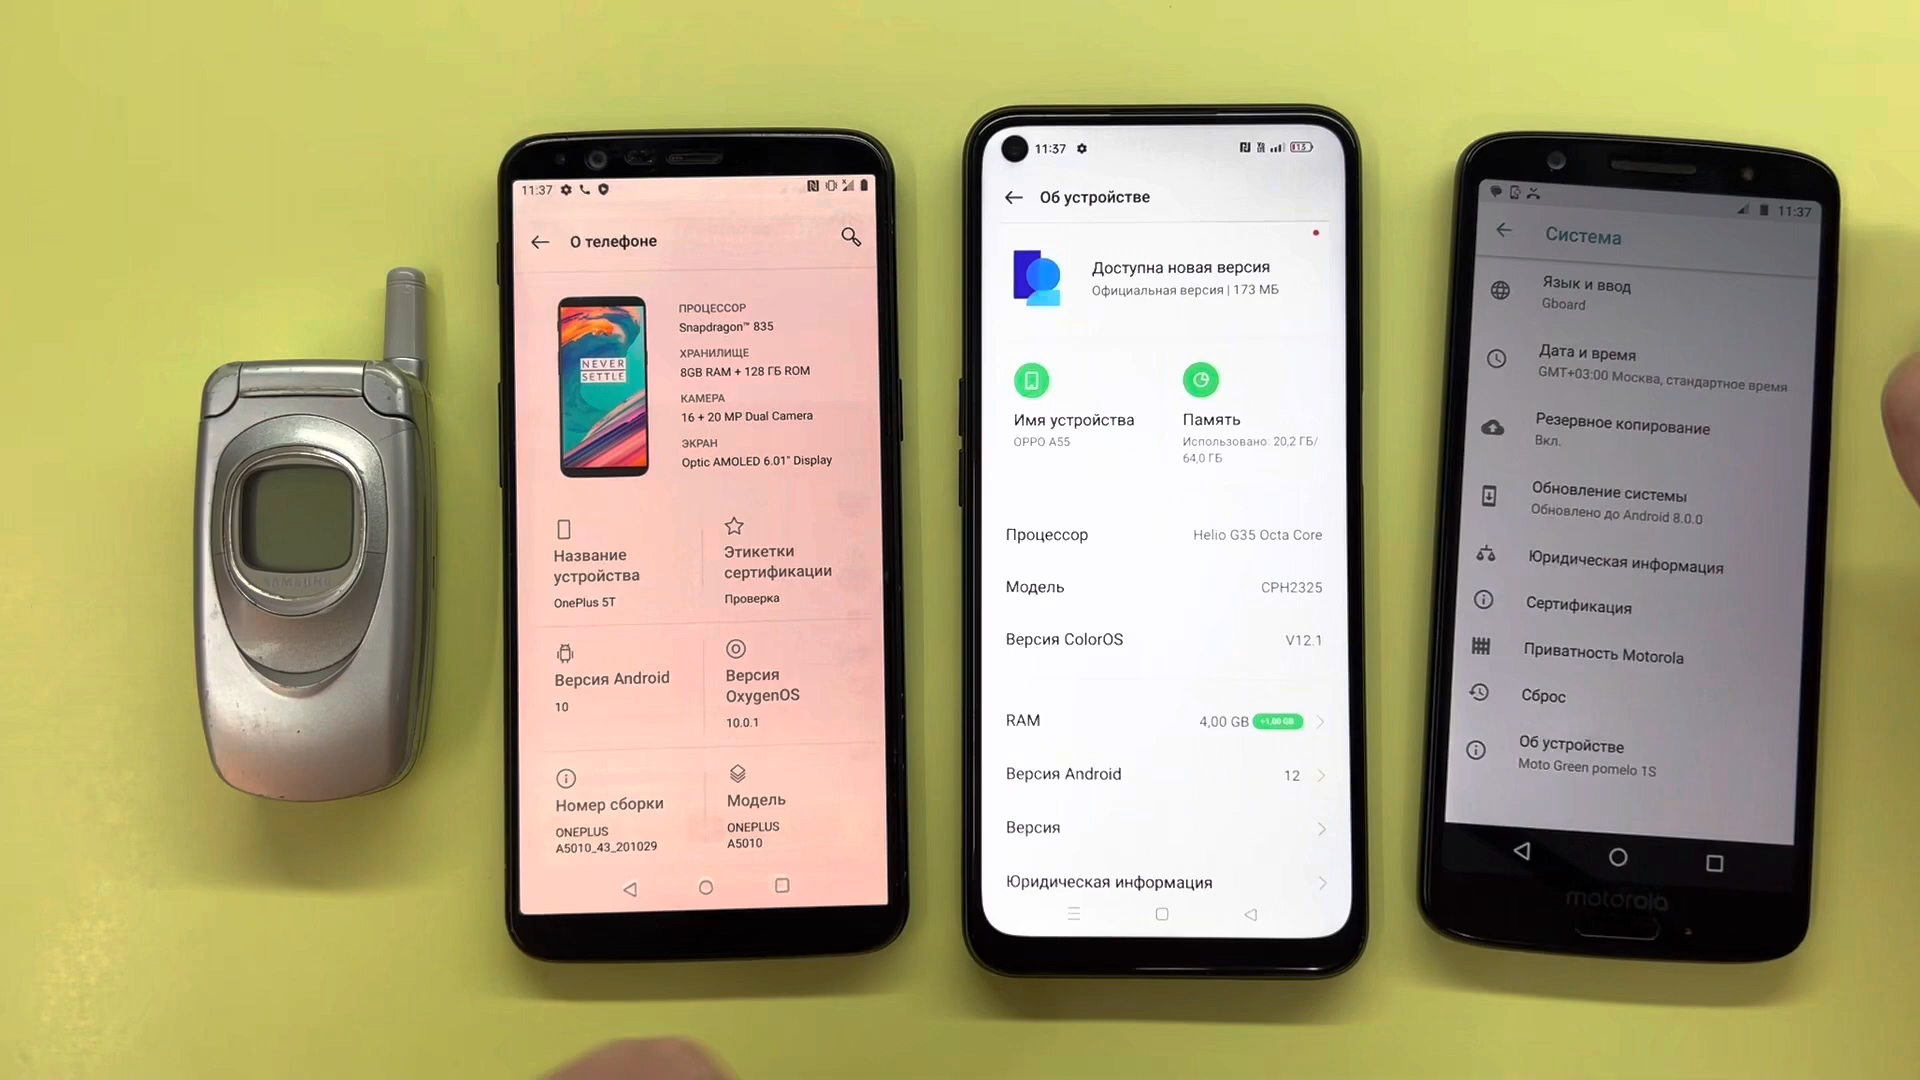 SAMSUNG
11:37
О телефоне
NEVER
SETTLE
ПРОЦЕССОР
Snapdragon™ 835
ХРАНИЛИЩЕ
8GB RAM + 128 ГБ ROM
КАМЕРА
16 + 20 MP Dual Camera
ЭКРАН
Optic AMOLED 6.01" Display
Название
устройства
OnePlus 5T
Этикетки
сертификации
Проверка
Версия Android
10
Версия
OxygenOS
10.0.1
Номер сборки
ONEPLUS
A5010_43_201029
Модель
ONEPLUS
A5010
11:37
15
Об устройстве
Доступна новая версия
Официальная версия | 173 МБ
Имя устройства
OPPO A55
Память
Использовано: 20,2 ГБ/
64,0 ГБ
Процессор Helio G35 Octa Core
Модель CPH2325
Версия ColorOS V12.1
RAM 4,00 GB +1,00 GB
Версия Android 12
Версия
Юридическая информация
11:37
Система
Язык и ввод
Gboard
Дата и время
GMT+03:00 Москва, стандартное время
Резервное копирование
Вкл.
Обновление системы
Обновлено до Android 8.0.0
Юридическая информация
Сертификация
Приватность Motorola
Сброс
Об устройстве
Moto Green pomelo 1S
motorola